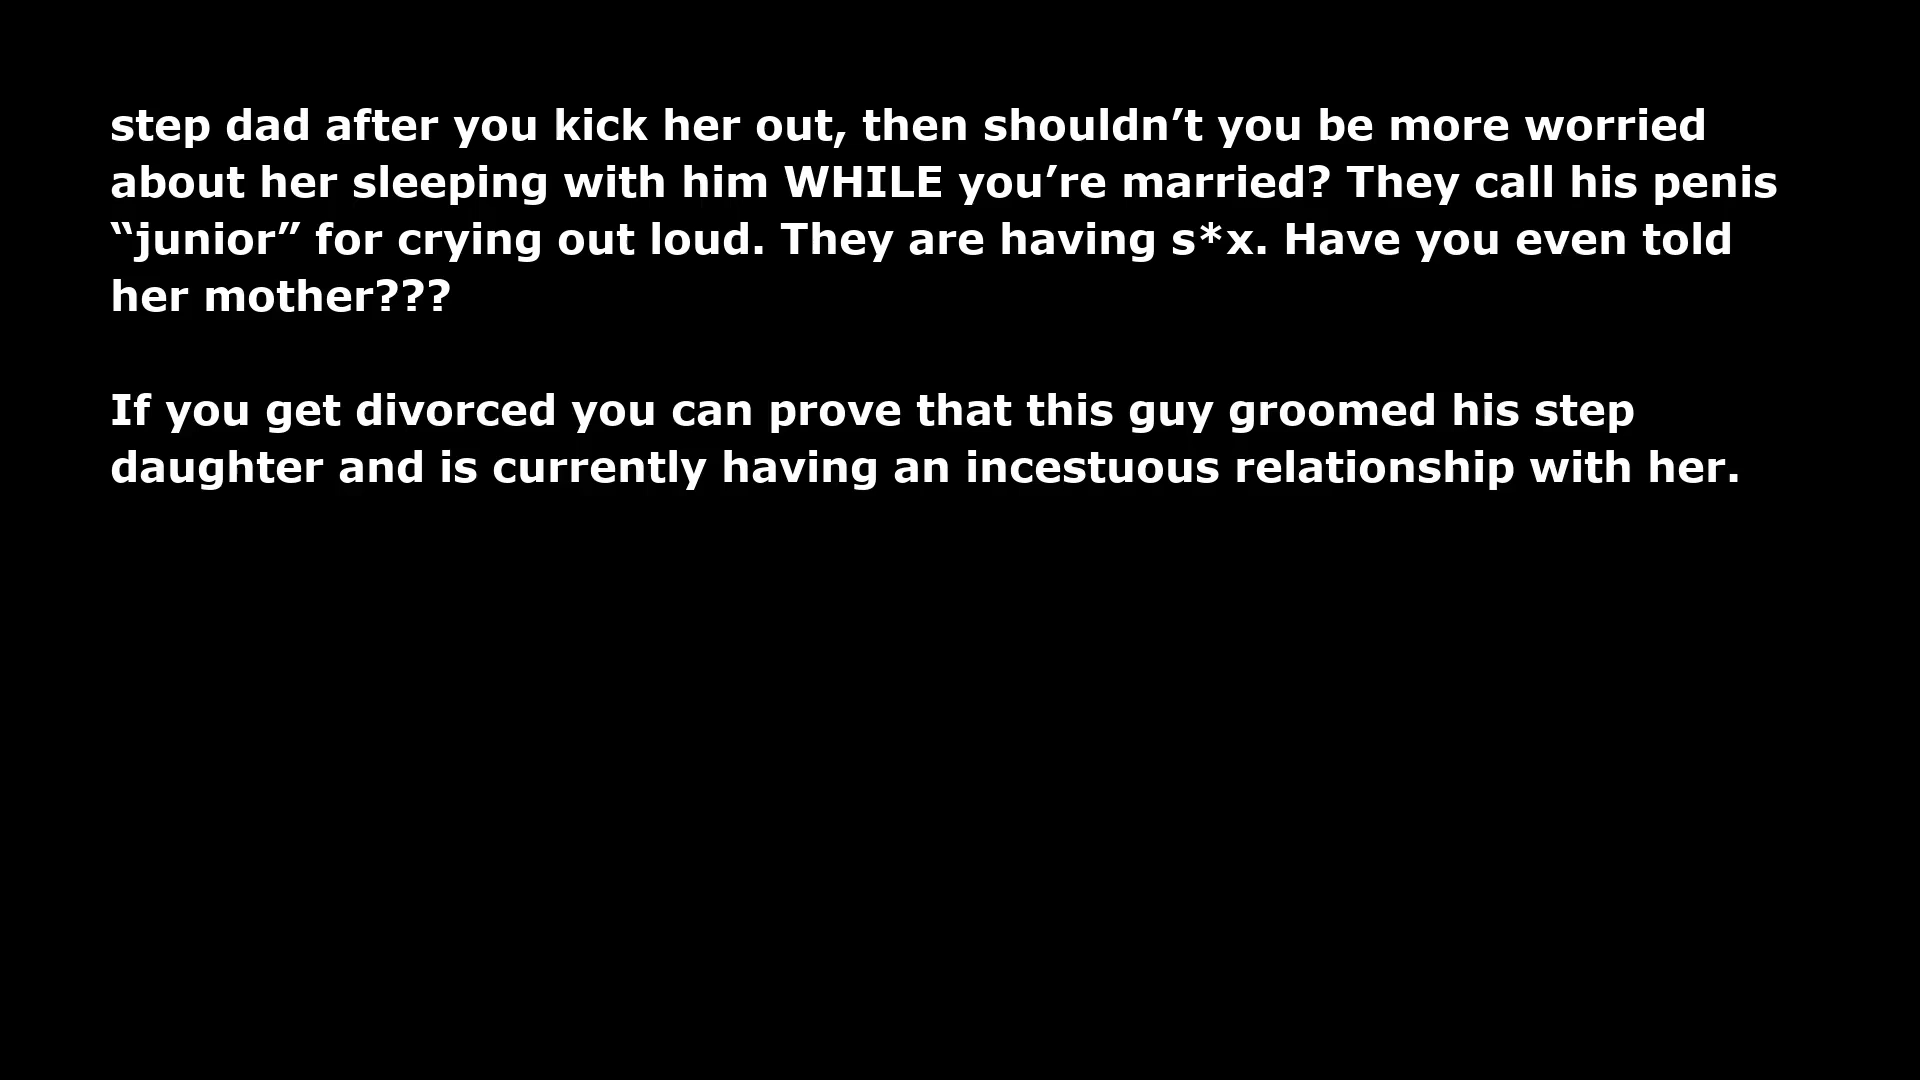 step dad after you kick her out, then shouldn’t you be more worried
about her sleeping with him WHILE you’re married? They call his penis
“junior” for crying out loud. They are having s*x. Have you even told
her mother???
If you get divorced you can prove that this guy groomed his step
daughter and is currently having an incestuous relationship with her.